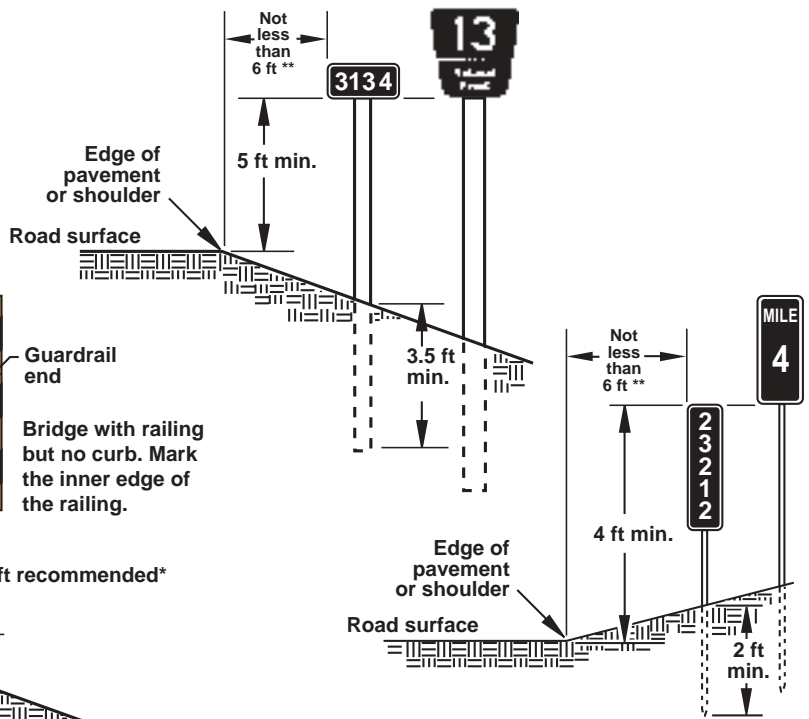 Not
less
than
6 ft **
13
3134
5 ft min.
Edge of
pavement
or shoulder
Road surface
3.5 ft
min.
Guardrail
end
Bridge with railing
but no curb. Mark
the inner edge of
the railing.
ft recommended*
Not
less
than
6 ft **
MILE
4
2
3
2
1
2
4 ft min.
Edge of
pavement
or shoulder
Road surface
2 ft
min.